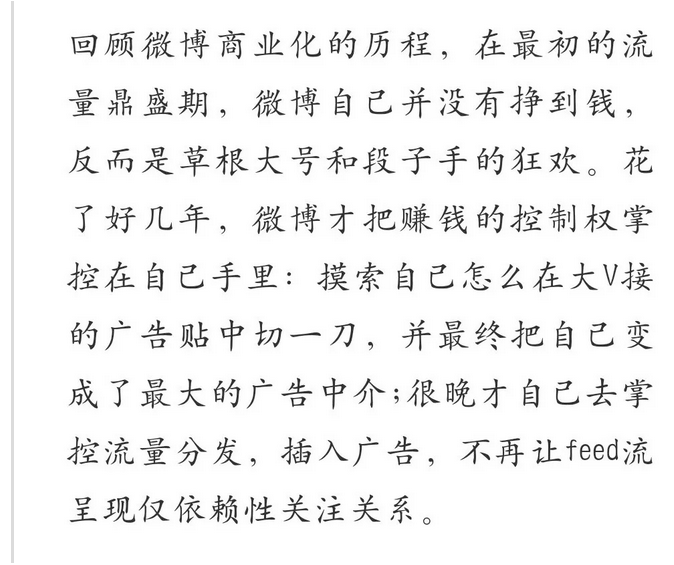 回顾微博商业化的历程，在最初的流
量鼎盛期，微博自己并没有挣到钱，
反而是草根大号和段子手的狂欢。花
了好几年，微博才把赚钱的控制权掌
控在自己手里：摸索自己怎么在大V接
的广告贴中切一刀，并最终把自己变
成了最大的广告中介;很晚才自己去掌
控流量分发，插入广告，不再让feed流
呈现仅依赖性关注关系。